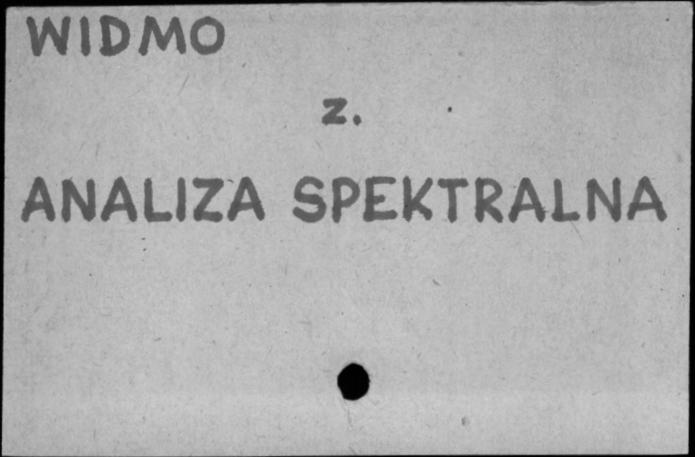 WIDMO
z.
ANALIZA SPEKTRALNA